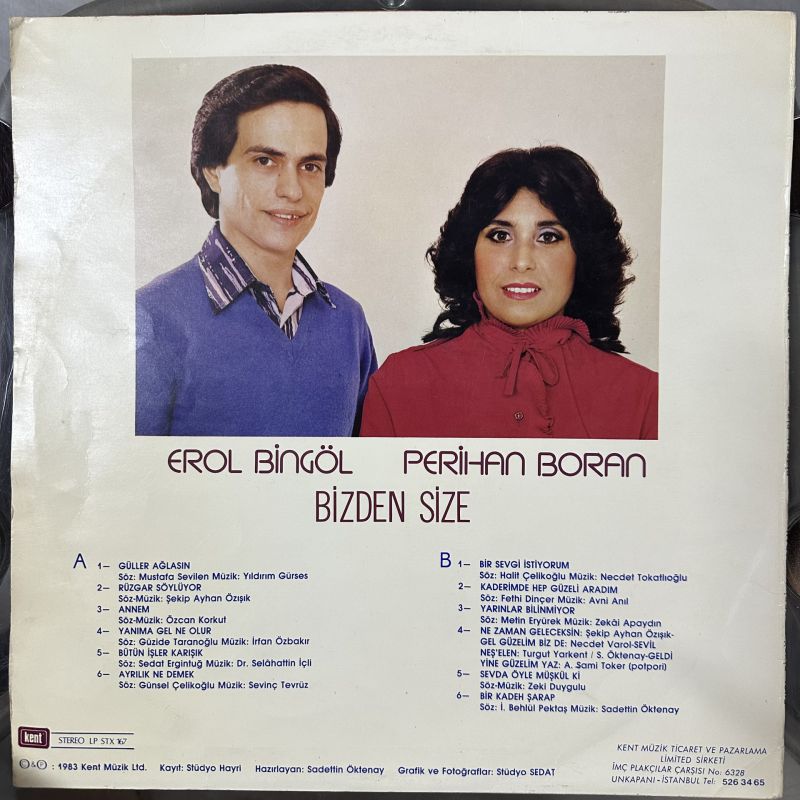 EROL BİNGÖL PERİHAN BORAN
BİZDEN SİZE
A
1— GÜLLER AĞLASIN
Söz: Mustafa Sevilen Müzik: Yıldırım Gürses
2— RÜZGAR SÖYLÜYOR
Söz-Müzik: Şekip Ayhan Özışık
3— ANNEM
Söz-Müzik: Özcan Korkut
4— YANIMA GEL NE OLUR
Söz: Güzide Taranoğlu Müzik: İrfan Özbakır
5— BÜTÜN İŞLER KARIŞIK
Söz: Sedat Ergintuğ Müzik: Dr. Selâhattin İçli
6— AYRILIK NE DEMEK
Söz: Günsel Çelikoğlu Müzik: Sevinç Tevrüz
B
1— BİR SEVGİ İSTİYORUM
Söz: Halit Çelikoğlu Müzik: Necdet Tokatlıoğlu
2— KADERİMDE HEP GÜZELİ ARADIM
Söz: Fethi Dinçer Müzik: Avni Anıl
3— YARINLAR BİLİNMİYOR
Söz: Metin Eryürek Müzik: Zekâi Apaydın
4— NE ZAMAN GELECEKSİN: Şekip Ayhan Özışık-
GEL GÜZELİM BİZ DE: Necdet Varol-SEVİL
NEŞ'ELEN: Turgut Yarkent / S. Öktenay-GELDİ
YİNE GÜZELİM YAZ: A. Sami Toker (potpori)
5— SEVDA ÖYLE MÜŞKÜL Kİ
Söz-Müzik: Zeki Duygulu
6— BİR KADEH ŞARAP
Söz: İ. Behlül Pektaş Müzik: Sadettin Öktenay
kent STEREO LP STX 167
© & ℗ : 1983 Kent Müzik Ltd. Kayıt: Stüdyo Hayri Hazırlayan: Sadettin Öktenay Grafik ve Fotoğraflar: Stüdyo SEDAT
KENT MÜZİK TİCARET VE PAZARLAMA
LİMİTED SİRKETİ
İMÇ PLAKÇILAR ÇARŞISI No: 6328
UNKAPANI-İSTANBUL Tel: 526 34 65